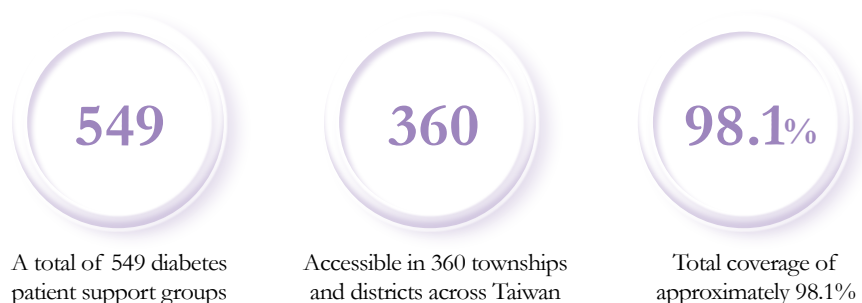 549
360
98.1%
A total of 549 diabetes
patient support groups
Accessible in 360 townships
and districts across Taiwan
Total coverage of
approximately 98.1%